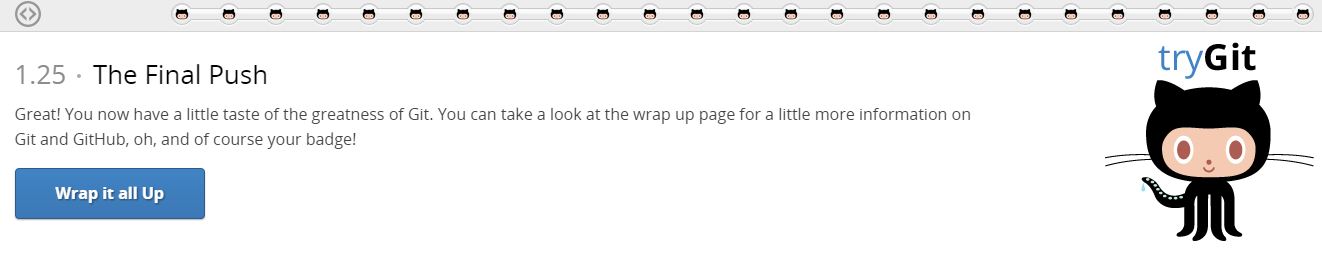 tryGit
1.25 · The Final Push
Great! You now have a little taste of the greatness of Git. You can take a look at the wrap up page for a little more information on
Git and GitHub, oh, and of course your badge!
Wrap it all Up